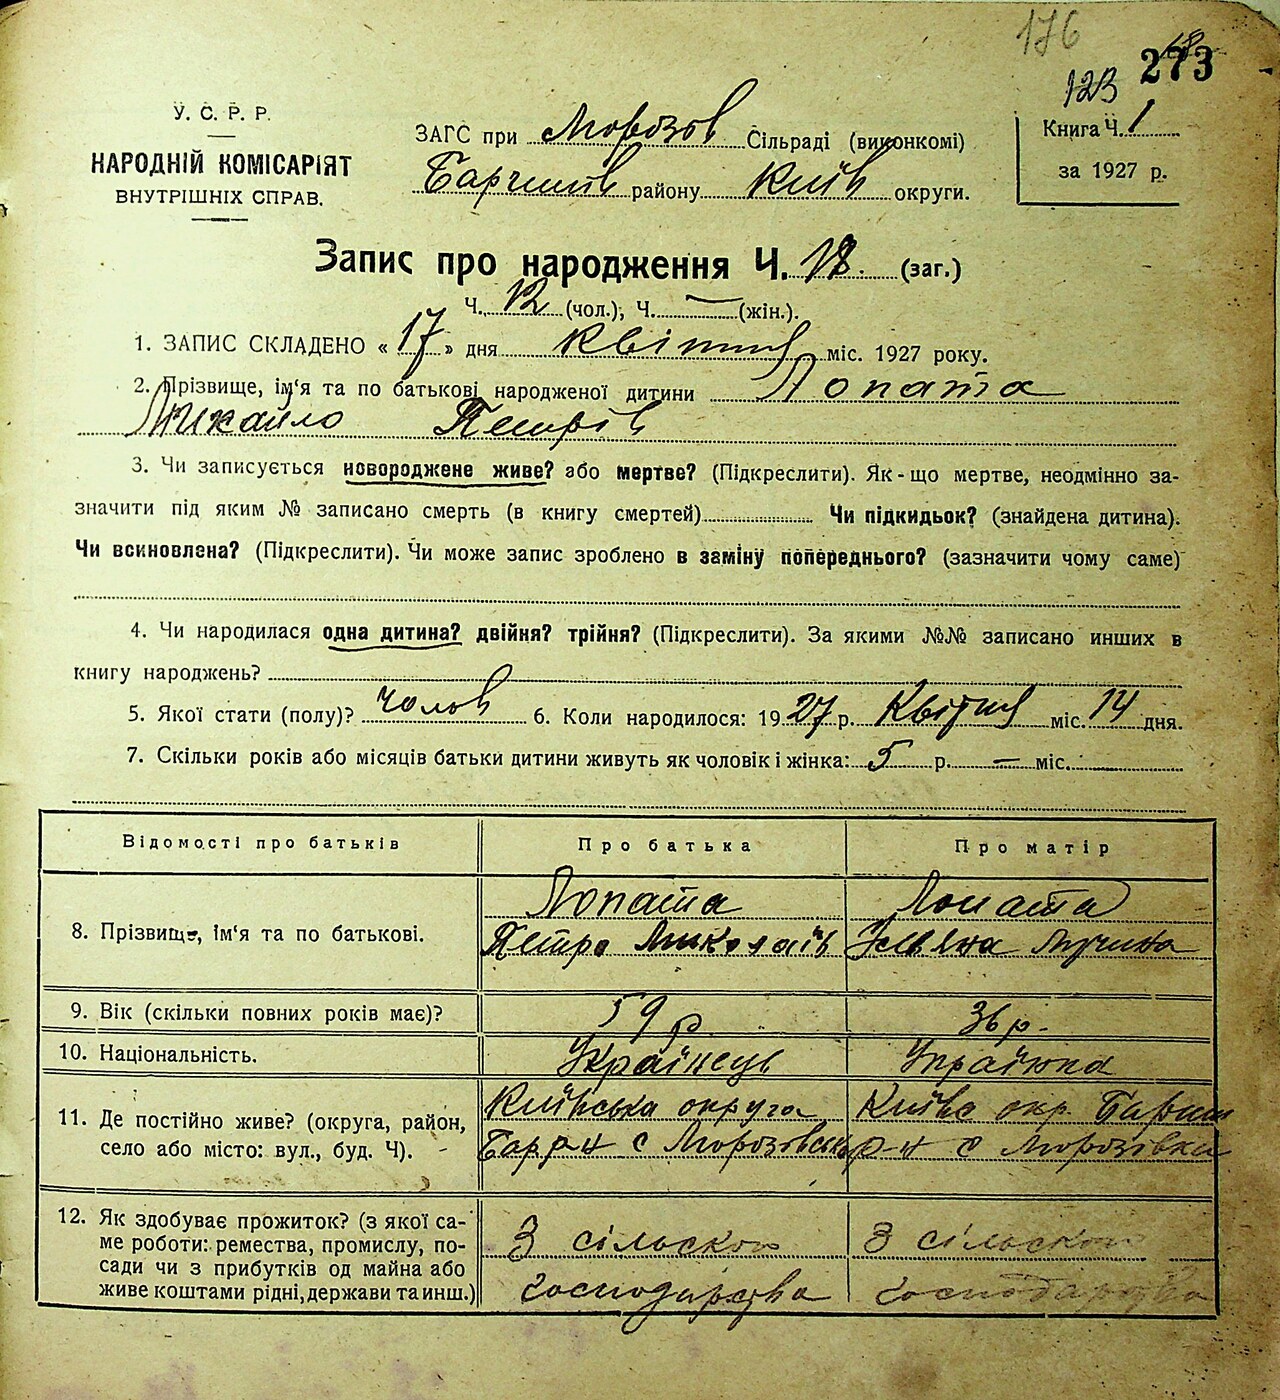 176
273
123
У. С. Р. Р.
НАРОДНІЙ КОМІСАРІЯТ
ВНУТРІШНІХ СПРАВ.
ЗАГС при Морозов Сільраді (виконкомі)
Баришів району Київ округи.
Книга Ч. 1
за 1927 р.
Запис про народження Ч. 18. (заг.)
Ч. 12 (чол.), Ч. — (жін.).
1. ЗАПИС СКЛАДЕНО « 17 » дня Квітня міс. 1927 року.
2. Прізвище, ім‘я та по батькові народженої дитини Лопата
Микайло Петрів
3. Чи записується новороджене живе? або мертве? (Підкреслити). Як-що мертве, неодмінно за-
значити під яким № записано смерть (в книгу смертей) Чи підкидьок? (знайдена дитина).
Чи всиновлена? (Підкреслити). Чи може запис зроблено в заміну попереднього? (зазначити чому саме)
4. Чи народилася одна дитина? двійня? трійня? (Підкреслити). За якими №№ записано инших в
книгу народжень?
5. Якої стати (полу)? чолов 6. Коли народилося: 1927 р. Квітня міс. 14 дня.
7. Скільки років або місяців батьки дитини живуть як чоловік і жінка: 5 р. — міс.
Відомості про батьків Про батька Про матір
8. Прізвище, ім‘я та по батькові.
Лопата Лопата
Петро Миколаїв
9. Вік (скільки повних років має)? 59 р 36 р.
10. Національність. Українець Українка
11. Де постійно живе? (округа, район,
село або місто: вул., буд. Ч).
Київська округа Київс окр. Бариш
Бар р-н с Морозівська р-н с Морозівка
12. Як здобуває прожиток? (з якої са-
ме роботи: ремества, промислу, по-
сади чи з прибутків од майна або
живе коштами рідні, держави та инш.)
З сільского З сільского
господарства господарства